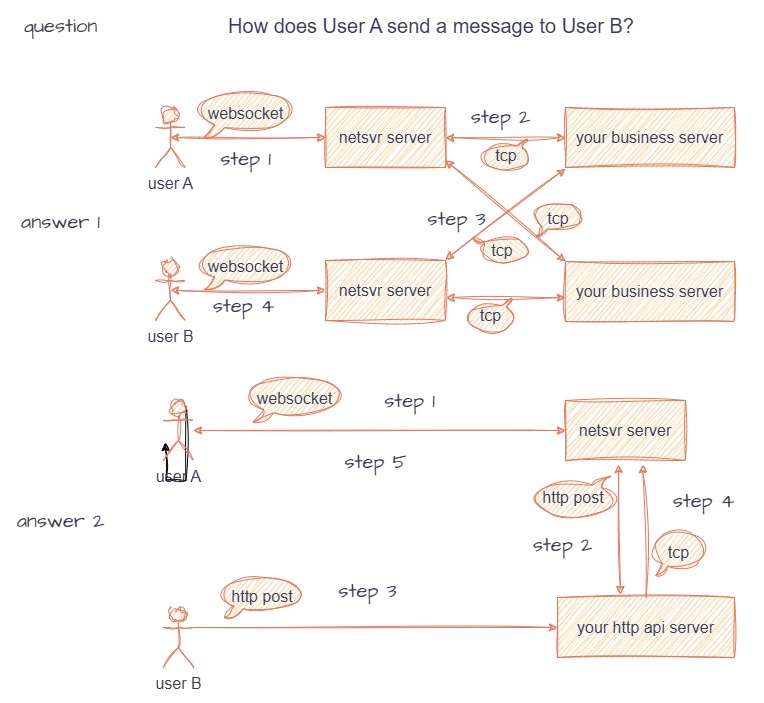 question
How does User A send a message to User B?
websocket
step 2
netsvr server
your business server
step 1
tcp
user A
answer 1
step 3
tcp
tcp
websocket
netsvr server
your business server
step 4
tcp
user B
websocket
step 1
netsvr server
step 5
user A
http post
step 4
answer 2
step 2
tcp
http post
step 3
your http api server
user B